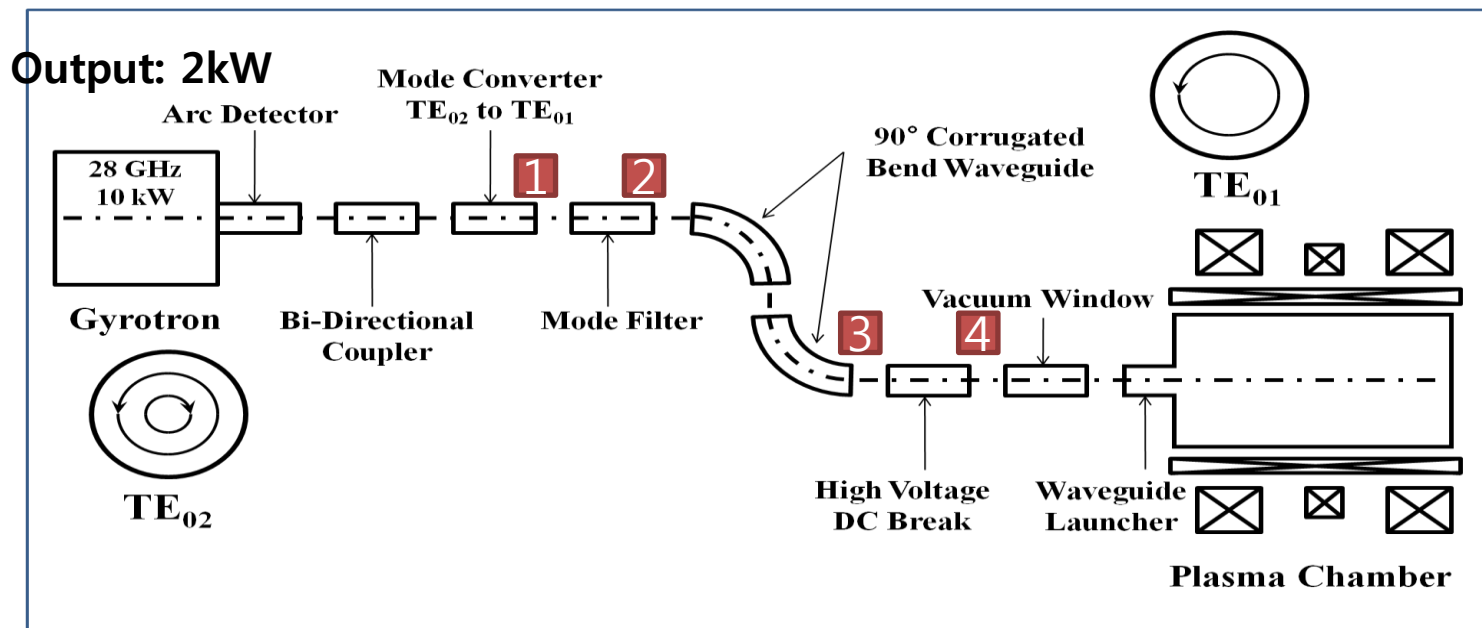 Output: 2kW
Mode Converter
TE₀₂ to TE₀₁
Arc Detector
90° Corrugated
Bend Waveguide
28 GHz
10 kW
1
2
TE₀₁
Gyrotron
Bi-Directional
Coupler
Mode Filter
Vacuum Window
3
4
TE₀₂
High Voltage
DC Break
Waveguide
Launcher
Plasma Chamber